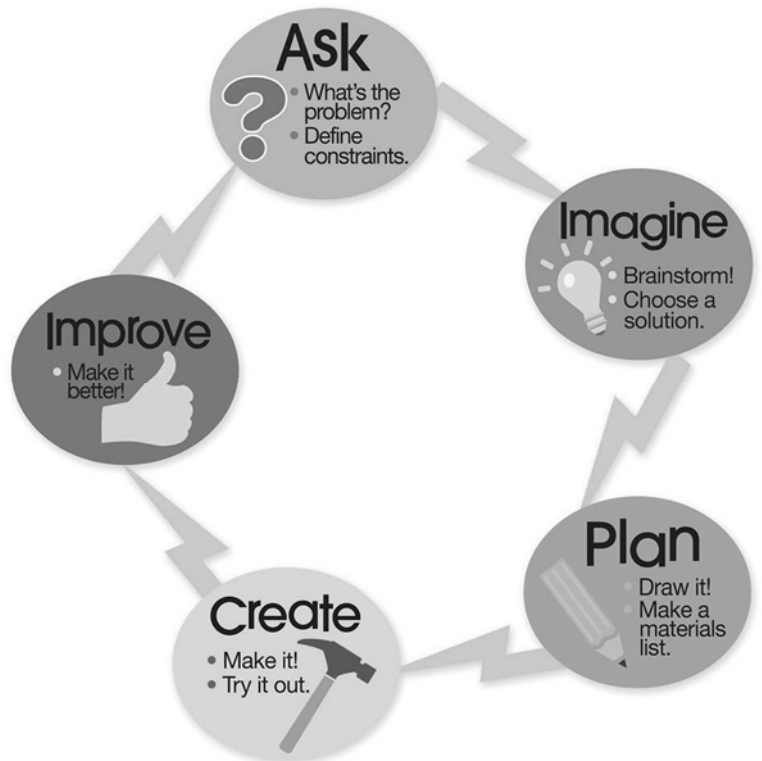 Ask
• What's the
problem?
• Define
constraints.
Imagine
• Brainstorm!
• Choose a
solution.
Plan
• Draw it!
• Make a
materials
list.
Create
• Make it!
• Try it out.
Improve
• Make it
better!